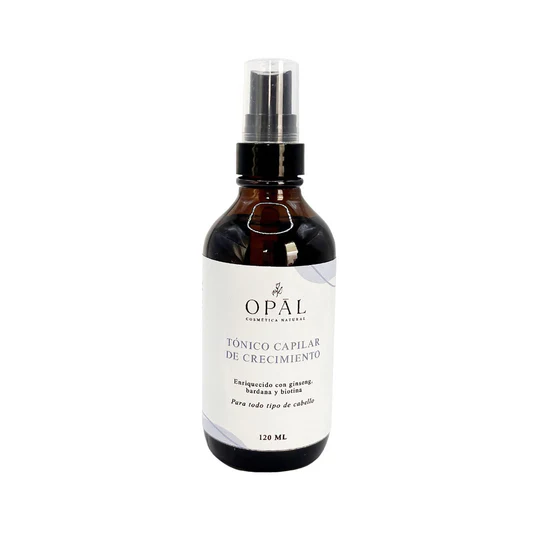 OPĀL
COSMÉTICA NATURAL
TÓNICO CAPILAR
DE CRECIMIENTO
Enriquecido con ginseng,
bardana y biotina
Para todo tipo de cabello
120 ML